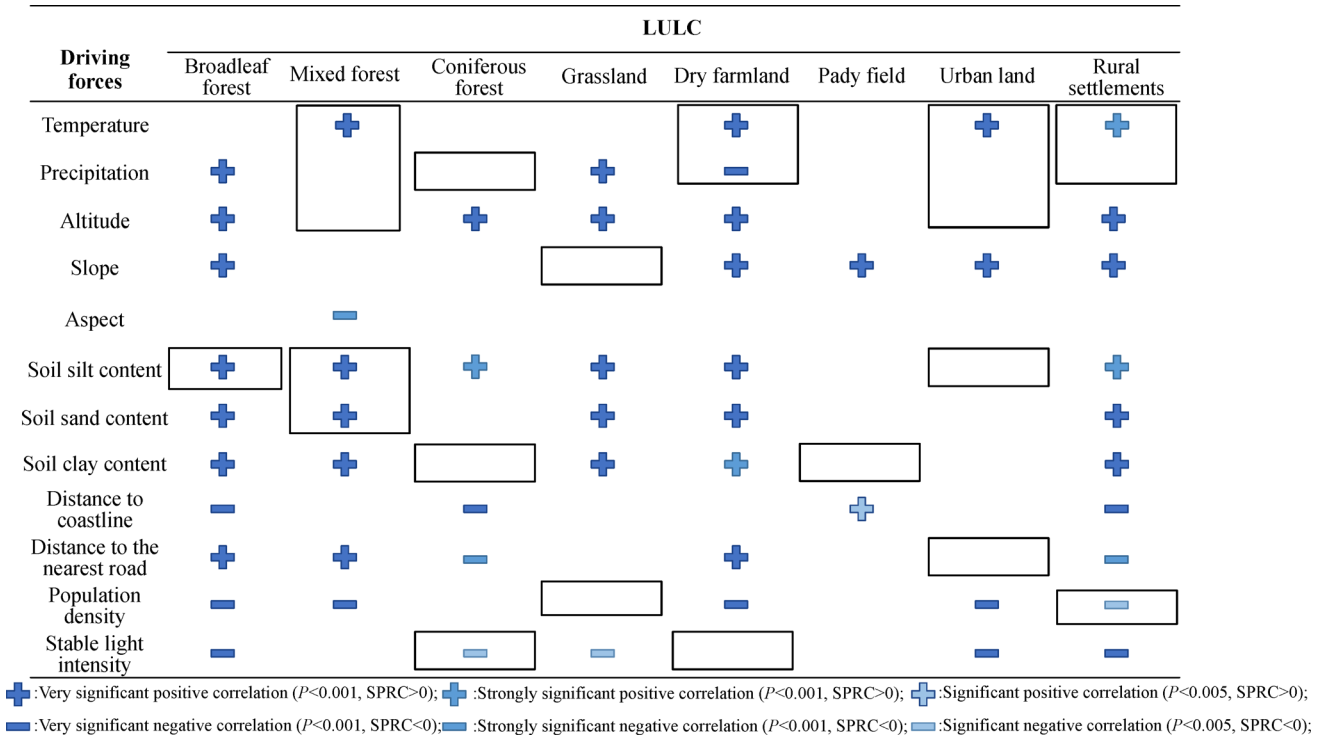 LULC
Driving
forces
Broadleaf
forest
Mixed forest
Coniferous
forest
Grassland
Dry farmland
Pady field
Urban land
Rural
settlements
Temperature
Precipitation
Altitude
Slope
Aspect
Soil silt content
Soil sand content
Soil clay content
Distance to
coastline
Distance to the
nearest road
Population
density
Stable light
intensity
:Very significant positive correlation (P<0.001, SPRC>0); :Strongly significant positive correlation (P<0.001, SPRC>0); :Significant positive correlation (P<0.005, SPRC>0);
:Very significant negative correlation (P<0.001, SPRC<0); :Strongly significant negative correlation (P<0.001, SPRC<0); :Significant negative correlation (P<0.005, SPRC<0);